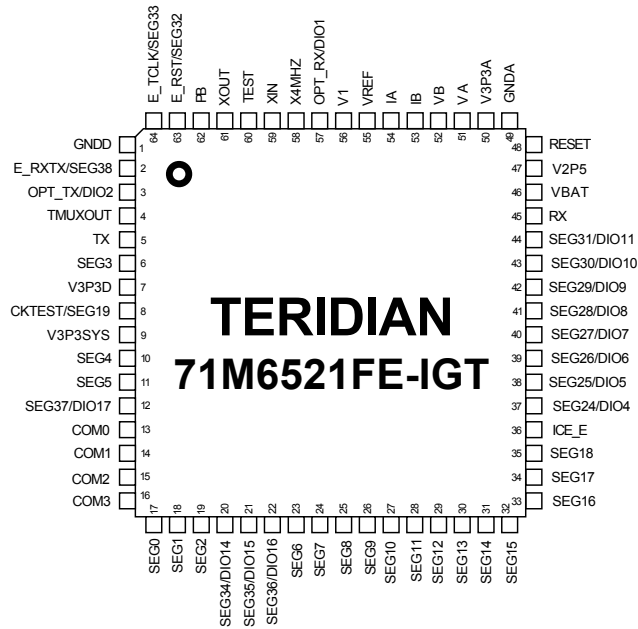 E_TCLK/SEG33
E_RST/SEG32
PB
XOUT
TEST
XIN
X4MHZ
OPT_RX/DIO1
V1
VREF
IA
IB
VB
VA
V3P3A
GNDA
64
63
62
61
60
59
58
57
56
55
54
53
52
51
50
49
GNDD 1
E_RXTX/SEG38 2
OPT_TX/DIO2 3
TMUXOUT 4
TX 5
SEG3 6
V3P3D 7
CKTEST/SEG19 8
V3P3SYS 9
SEG4 10
SEG5 11
SEG37/DIO17 12
COM0 13
COM1 14
COM2 15
COM3 16
TERIDIAN
71M6521FE-IGT
48 RESET
47 V2P5
46 VBAT
45 RX
44 SEG31/DIO11
43 SEG30/DIO10
42 SEG29/DIO9
41 SEG28/DIO8
40 SEG27/DIO7
39 SEG26/DIO6
38 SEG25/DIO5
37 SEG24/DIO4
36 ICE_E
35 SEG18
34 SEG17
33 SEG16
17
18
19
20
21
22
23
24
25
26
27
28
29
30
31
32
SEG0
SEG1
SEG2
SEG34/DIO14
SEG35/DIO15
SEG36/DIO16
SEG6
SEG7
SEG8
SEG9
SEG10
SEG11
SEG12
SEG13
SEG14
SEG15